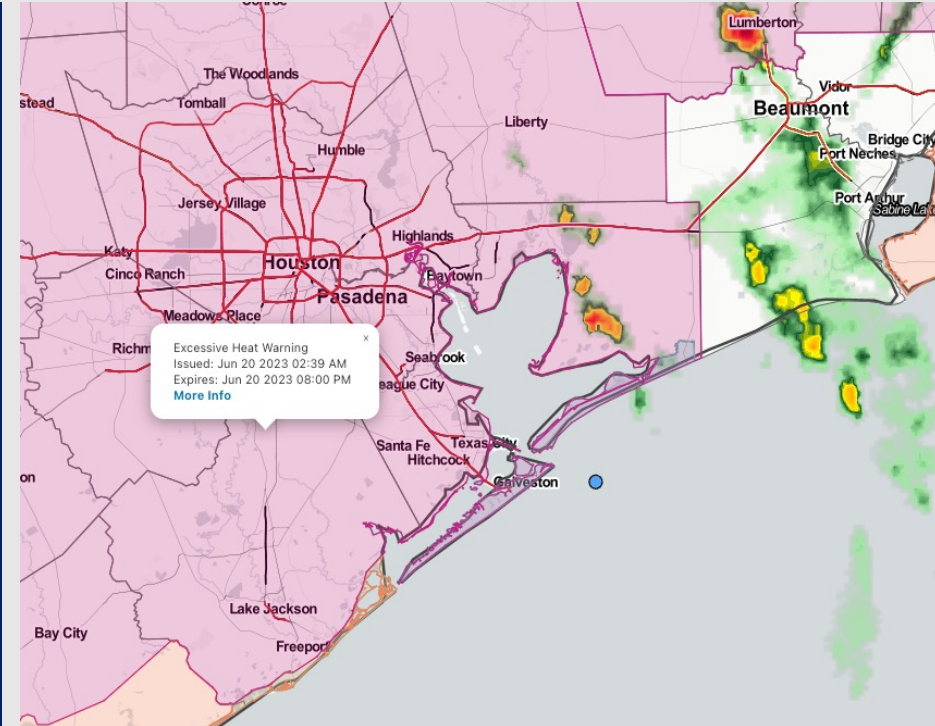 Conroe
Lumberton
The Woodlands
stead
Tomball
Vidor
Beaumont
Liberty
Bridge City
Humble
Port Neches
Port Arthur
Jersey Village
Sabine Lake
Highlands
Katy
Houston
Cinco Ranch
Baytown
Pasadena
Meadows Place
Excessive Heat Warning
x
Issued: Jun 20 2023 02:39 AM
Richm
Seabrook
Expires: Jun 20 2023 08:00 PM
eague City
More Info
Santa Fe
Texas City
Hitchcock
on
Galveston
Lake Jackson
Bay City
Freeport